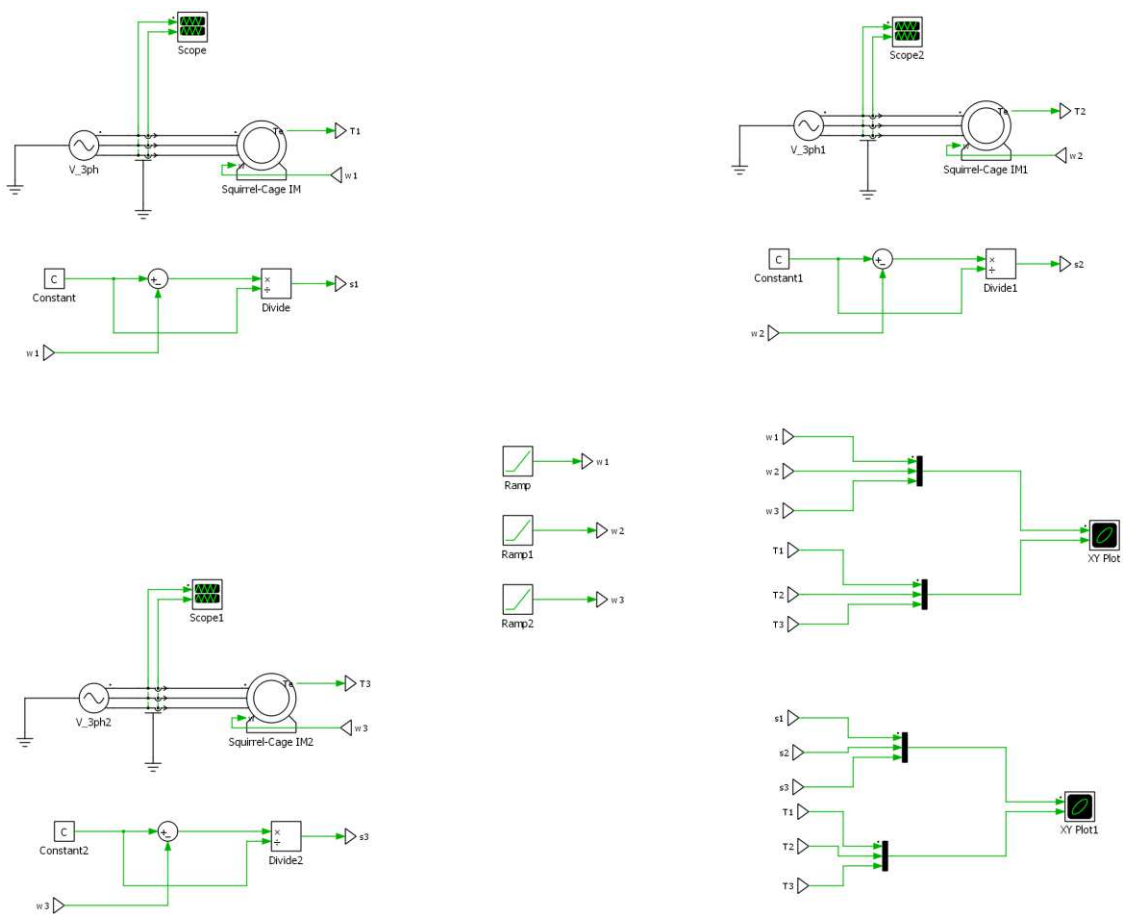 Scope
Te
T1
V_3ph
w1
Squirrel-Cage IM
C
Constant
+
-
×
÷
Divide
s1
w1
Scope2
Te
T2
V_3ph1
w2
Squirrel-Cage IM1
C
Constant1
+
-
×
÷
Divide1
s2
w2
Ramp
w1
Ramp1
w2
Ramp2
w3
w1
w2
w3
T1
T2
T3
XY Plot
Scope1
Te
T3
V_3ph2
w3
Squirrel-Cage IM2
C
Constant2
+
-
×
÷
Divide2
s3
w3
s1
s2
s3
T1
T2
T3
XY Plot1